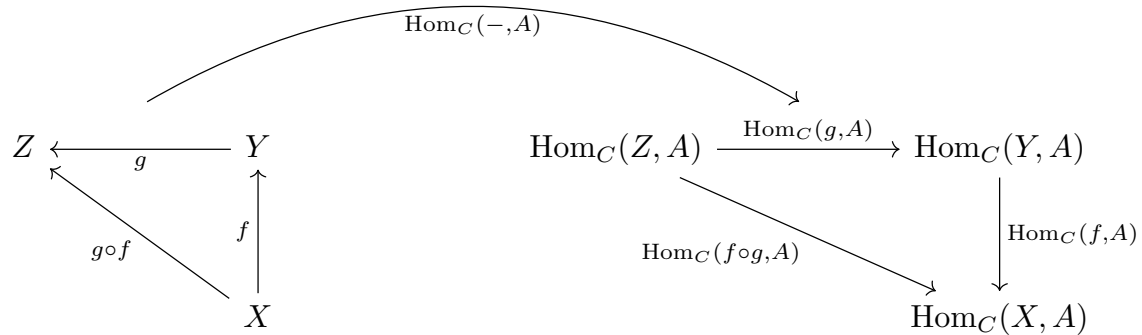 Hom_C(−,A)
Z g Y Hom_C(Z, A) Hom_C(g,A) Hom_C(Y, A)
g∘f f Hom_C(f∘g,A) Hom_C(f,A)
X Hom_C(X, A)